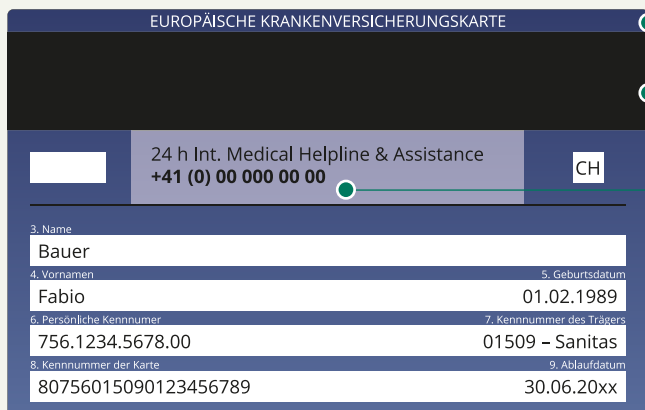 EUROPÄISCHE KRANKENVERSICHERUNGSKARTE
24 h Int. Medical Helpline & Assistance
+41 (0) 00 000 00 00
CH
3. Name
Bauer
4. Vornamen 5. Geburtsdatum
Fabio 01.02.1989
6. Persönliche Kennnumer 7. Kennnummer des Trägers
756.1234.5678.00 01509 – Sanitas
8. Kennnummer der Karte 9. Ablaufdatum
80756015090123456789 30.06.20xx